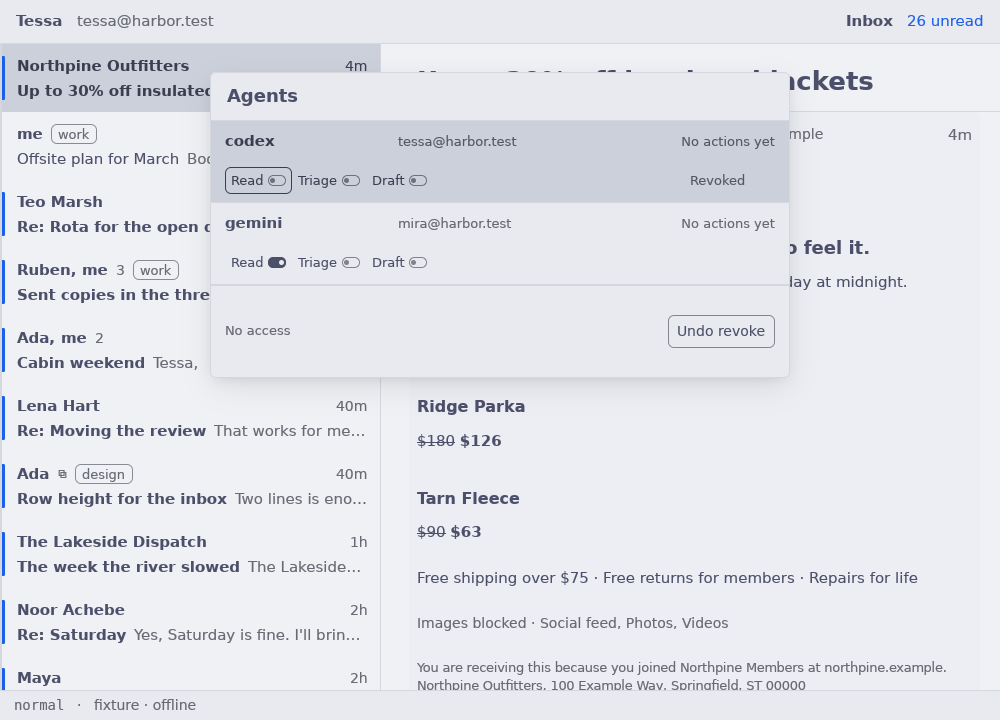 Tessa tessa@harbor.test Inbox 26 unread
Northpine Outfitters 4m
Up to 30% off insulated
me work
Offsite plan for March
Teo Marsh
Re: Rota for the open
Ruben, me 3 work
Sent copies in the
Ada, me 2
Cabin weekend Tessa,
Lena Hart 40m
Re: Moving the review That works for me…
Ada design 40m
Row height for the inbox Two lines is eno…
The Lakeside Dispatch 1h
The week the river slowed The Lakeside…
Noor Achebe 2h
Re: Saturday Yes, Saturday is fine. I'll brin…
Maya 2h
Agents
codex tessa@harbor.test No actions yet
Read Triage Draft Revoked
gemini mira@harbor.test No actions yet
Read Triage Draft
No access Undo revoke
4m
feel it.
at midnight.
Ridge Parka
$180 $126
Tarn Fleece
$90 $63
Free shipping over $75 · Free returns for members · Repairs for life
Images blocked · Social feed, Photos, Videos
You are receiving this because you joined Northpine Members at northpine.example.
Northpine Outfitters, 100 Example Way, Springfield, ST 00000
normal · fixture · offline